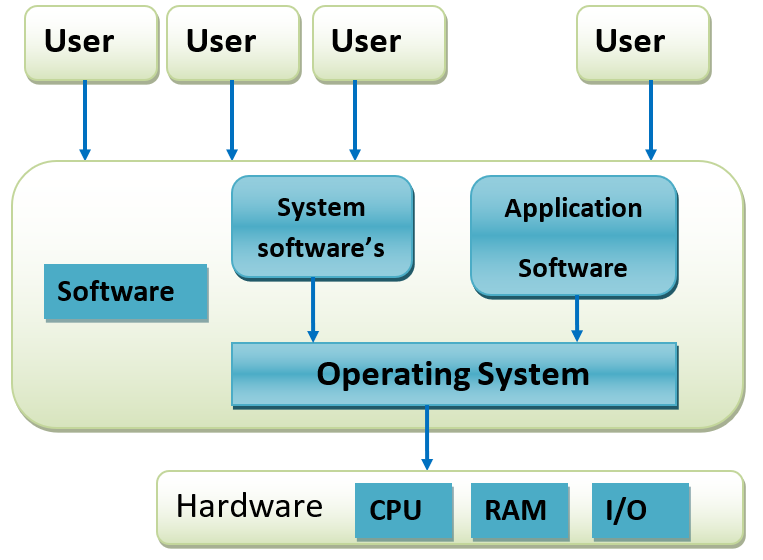 User
User
User
User
System
software’s
Application
Software
Software
Operating System
Hardware
CPU
RAM
I/O